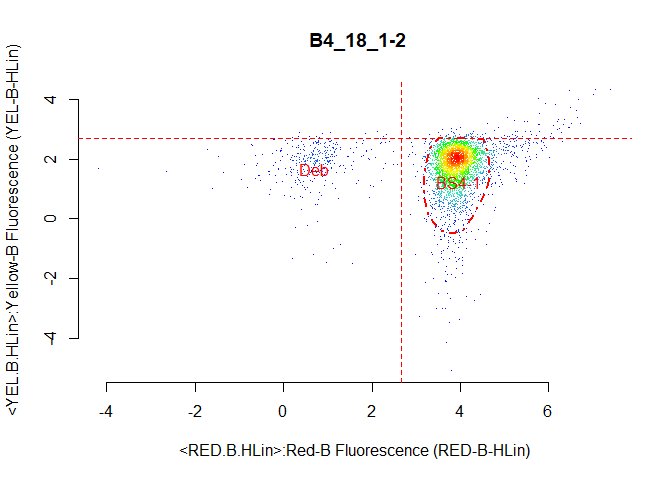 B4_18_1-2
<YEL.B.HLin>:Yellow-B Fluorescence (YEL-B-HLin)
4
2
0
-2
-4
Deb
BS4.1
-4
-2
0
2
4
6
<RED.B.HLin>:Red-B Fluorescence (RED-B-HLin)